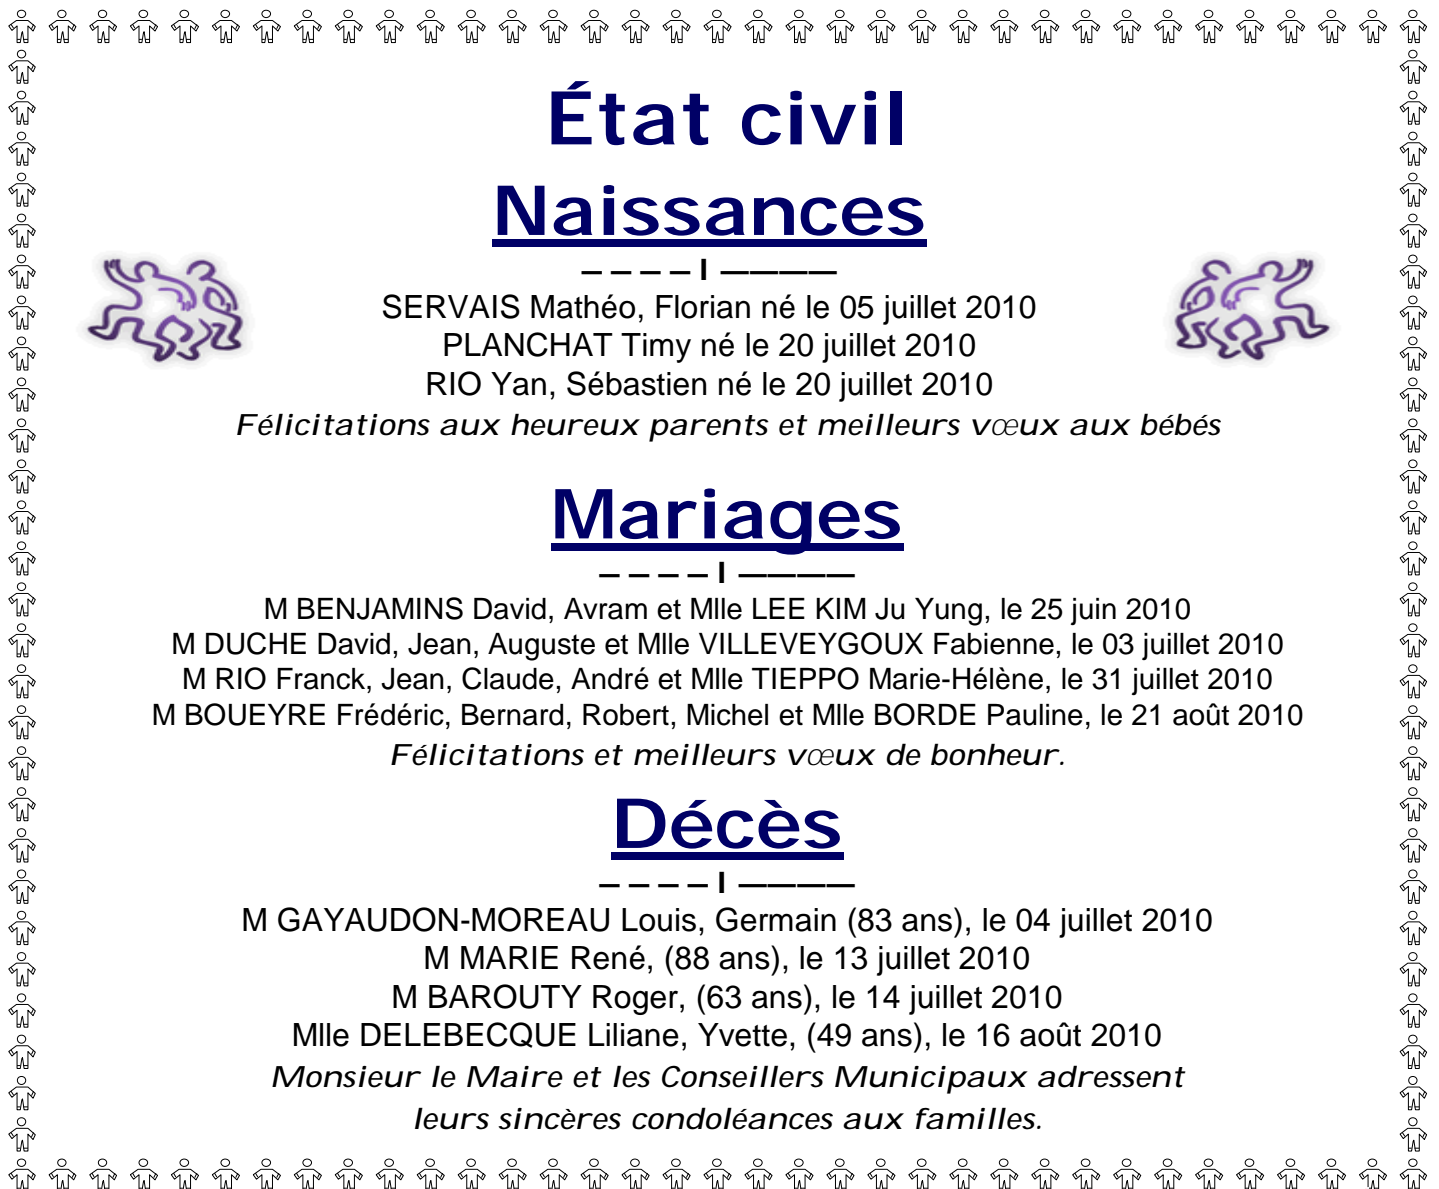 État civil
Naissances
– – – – I ––––
SERVAIS Mathéo, Florian né le 05 juillet 2010
PLANCHAT Timy né le 20 juillet 2010
RIO Yan, Sébastien né le 20 juillet 2010
Félicitations aux heureux parents et meilleurs vœux aux bébés
Mariages
– – – – I ––––
M BENJAMINS David, Avram et Mlle LEE KIM Ju Yung, le 25 juin 2010
M DUCHE David, Jean, Auguste et Mlle VILLEVEYGOUX Fabienne, le 03 juillet 2010
M RIO Franck, Jean, Claude, André et Mlle TIEPPO Marie-Hélène, le 31 juillet 2010
M BOUEYRE Frédéric, Bernard, Robert, Michel et Mlle BORDE Pauline, le 21 août 2010
Félicitations et meilleurs vœux de bonheur.
Décès
– – – – I ––––
M GAYAUDON-MOREAU Louis, Germain (83 ans), le 04 juillet 2010
M MARIE René, (88 ans), le 13 juillet 2010
M BAROUTY Roger, (63 ans), le 14 juillet 2010
Mlle DELEBECQUE Liliane, Yvette, (49 ans), le 16 août 2010
Monsieur le Maire et les Conseillers Municipaux adressent
leurs sincères condoléances aux familles.